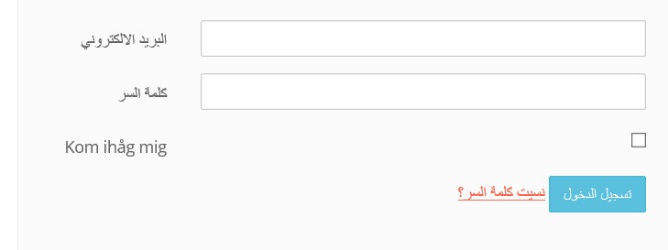 البريد الالكتروني
كلمة السر
Kom ihåg mig
تسجيل الدخول نسيت كلمة السر؟